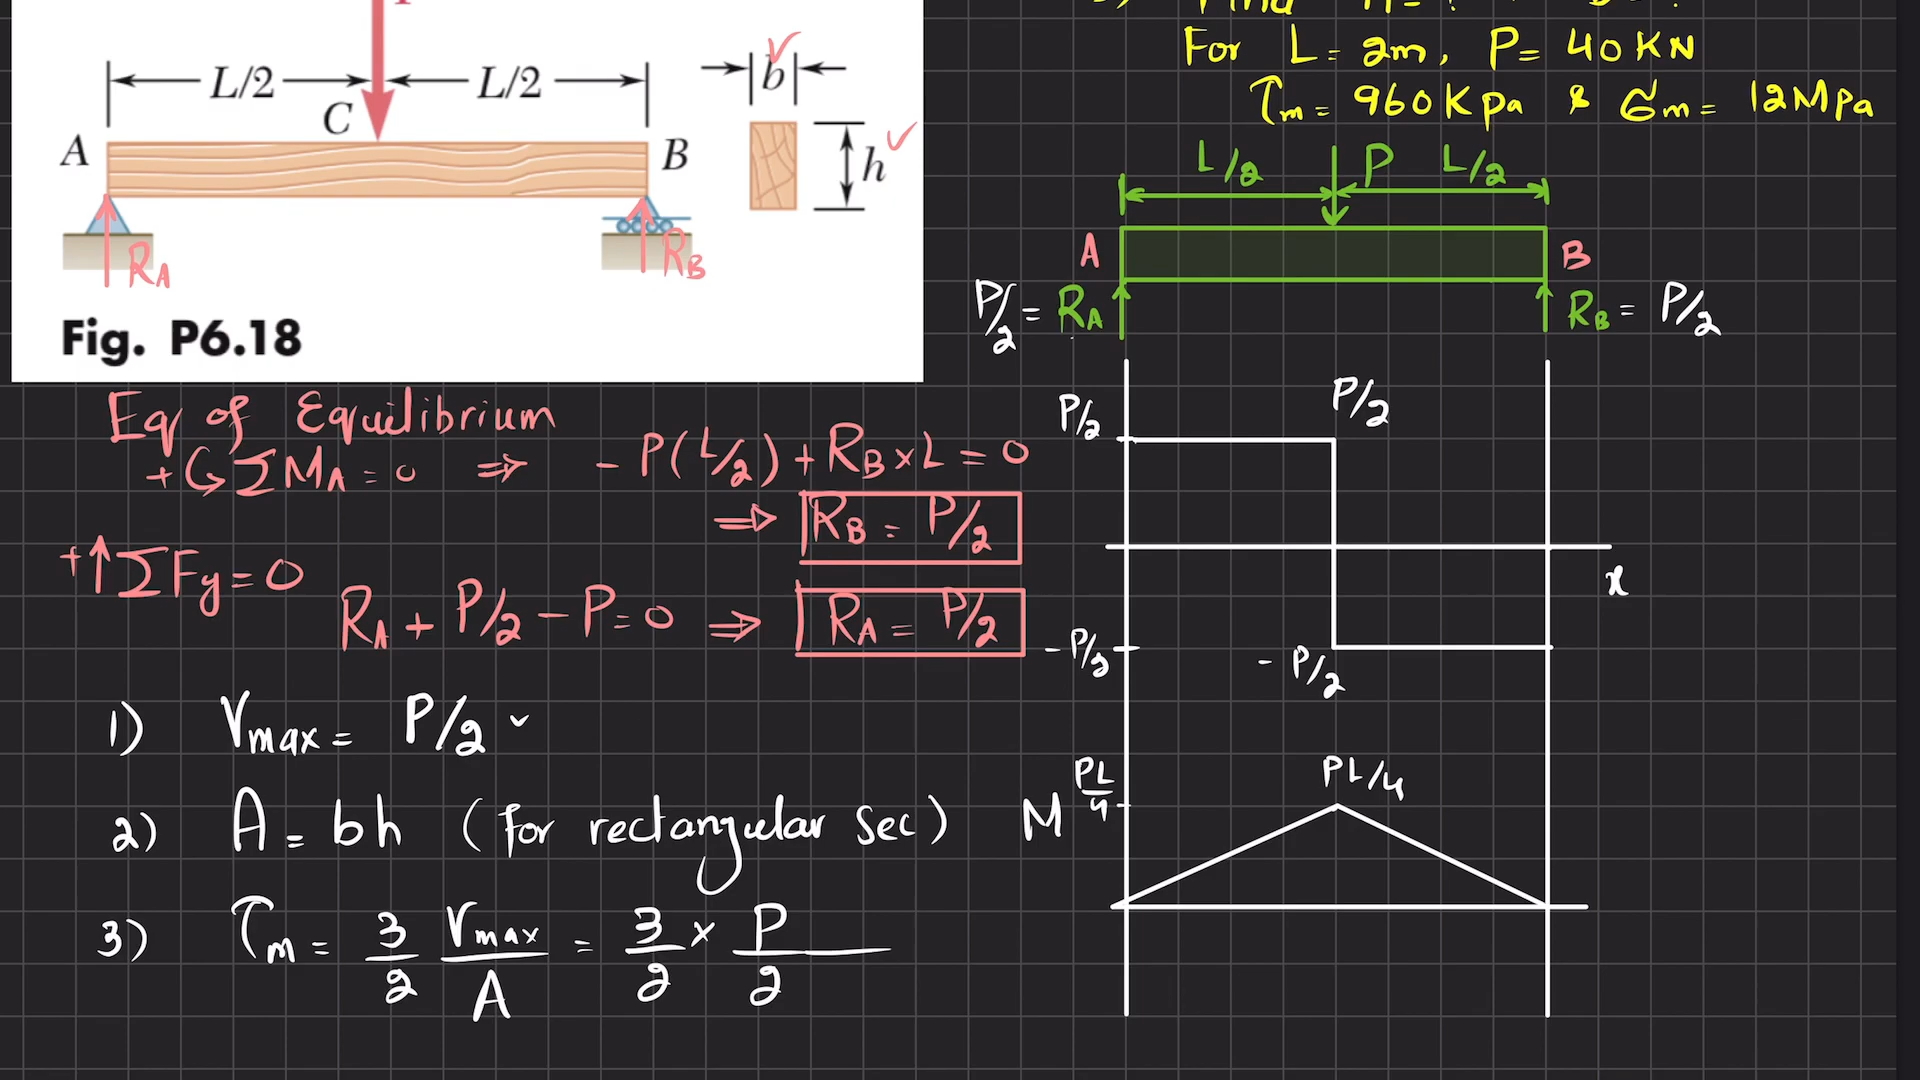 For L = 2m, P = 40 KN
τm = 960 Kpa & σm = 12 MPa
L/2 L/2 b
C
A B h
RA RB
Fig. P6.18
L/2 P L/2
A B
P/2 = RA RB = P/2
Eq of Equilibrium
+ ↺ ΣMA = 0 ⇒ - P(L/2) + RB × L = 0
⇒ RB = P/2
+↑ ΣFy = 0
RA + P/2 - P = 0 ⇒ RA = P/2
P/2 P/2
x
- P/2 - P/2
1) Vmax = P/2
2) A = bh (for rectangular Sec)
3) τm = 3/2 Vmax/A = 3/2 × P/2
M PL/4 PL/4